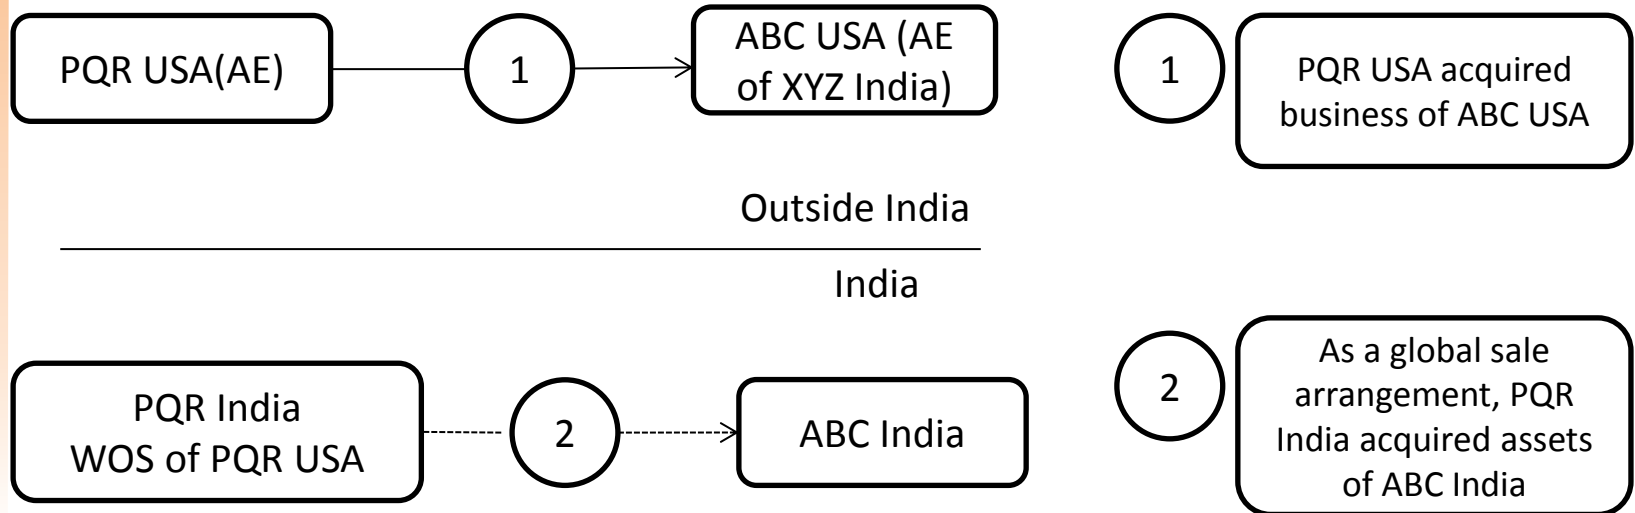 PQR USA(AE)
1
ABC USA (AE
of XYZ India)
1
PQR USA acquired
business of ABC USA
Outside India
India
PQR India
WOS of PQR USA
2
ABC India
2
As a global sale
arrangement, PQR
India acquired assets
of ABC India